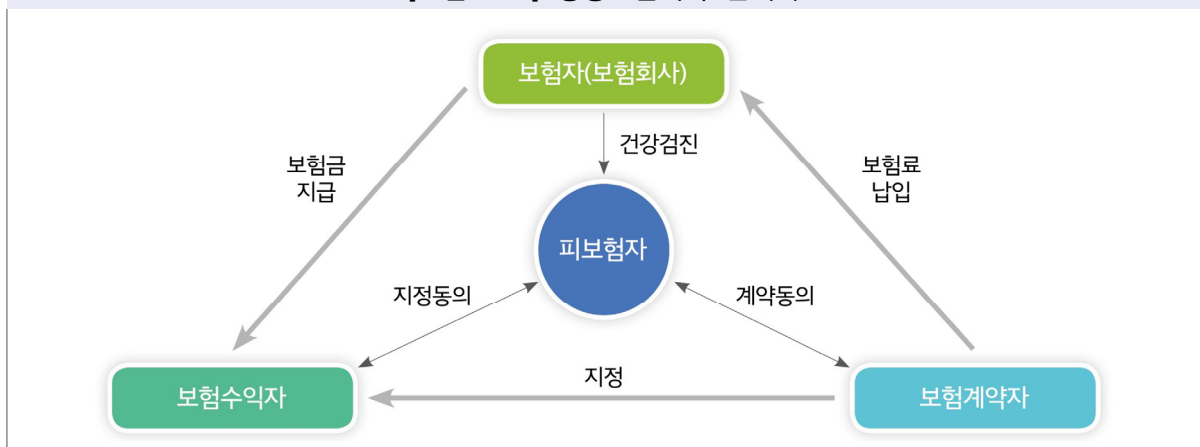 보험자(보험회사)
건강검진
보험금
지급
보험료
납입
피보험자
지정동의
계약동의
지정
보험수익자
보험계약자